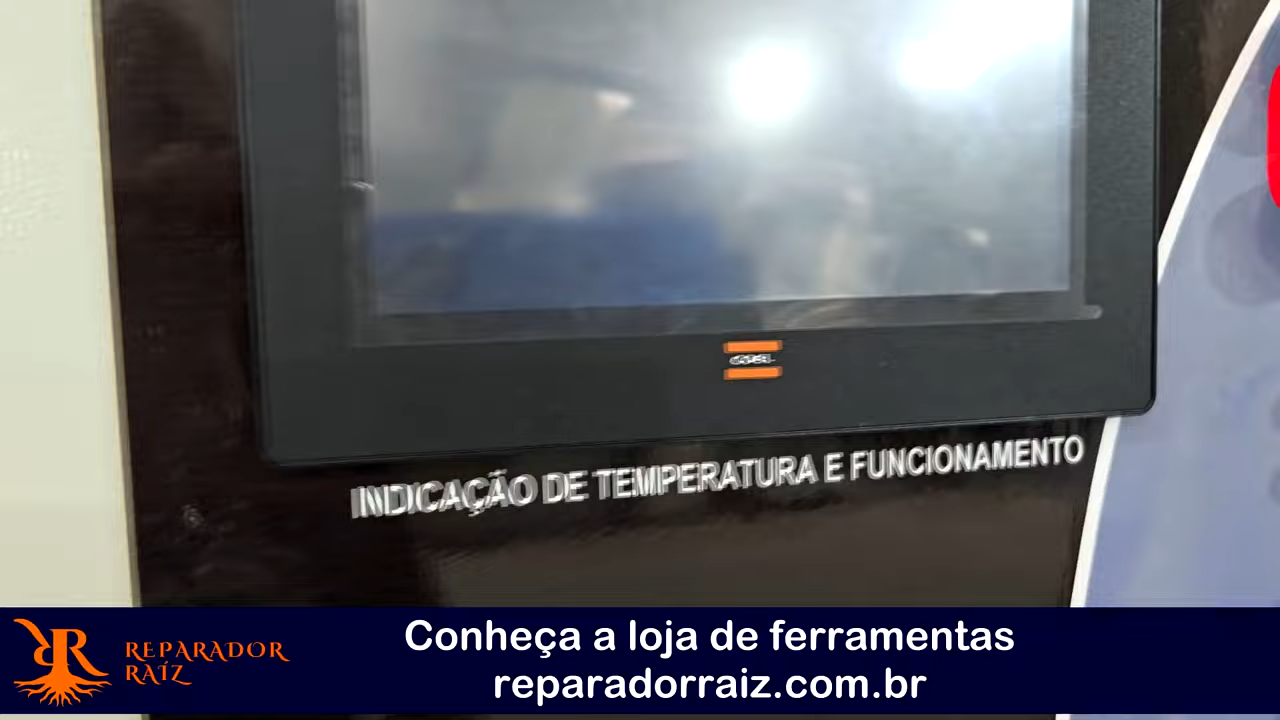 INDICAÇÃO DE TEMPERATURA E FUNCIONAMENTO
REPARADOR
RAÍZ
Conheça a loja de ferramentas
reparadorraiz.com.br